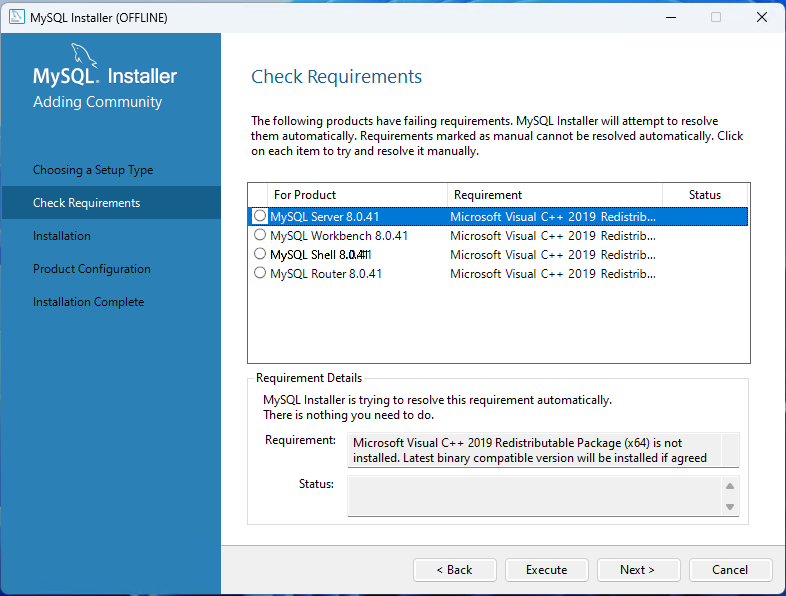 MySQL Installer (OFFLINE)
MySQL. Installer
Adding Community
Choosing a Setup Type
Check Requirements
Installation
Product Configuration
Installation Complete
Check Requirements
The following products have failing requirements. MySQL Installer will attempt to resolve
them automatically. Requirements marked as manual cannot be resolved automatically. Click
on each item to try and resolve it manually.
For Product Requirement Status
MySQL Server 8.0.41 Microsoft Visual C++ 2019 Redistrib...
MySQL Workbench 8.0.41 Microsoft Visual C++ 2019 Redistrib...
MySQL Shell 8.0.41 Microsoft Visual C++ 2019 Redistrib...
MySQL Router 8.0.41 Microsoft Visual C++ 2019 Redistrib...
Requirement Details
MySQL Installer is trying to resolve this requirement automatically.
There is nothing you need to do.
Requirement: Microsoft Visual C++ 2019 Redistributable Package (x64) is not
installed. Latest binary compatible version will be installed if agreed
Status:
< Back Execute Next > Cancel